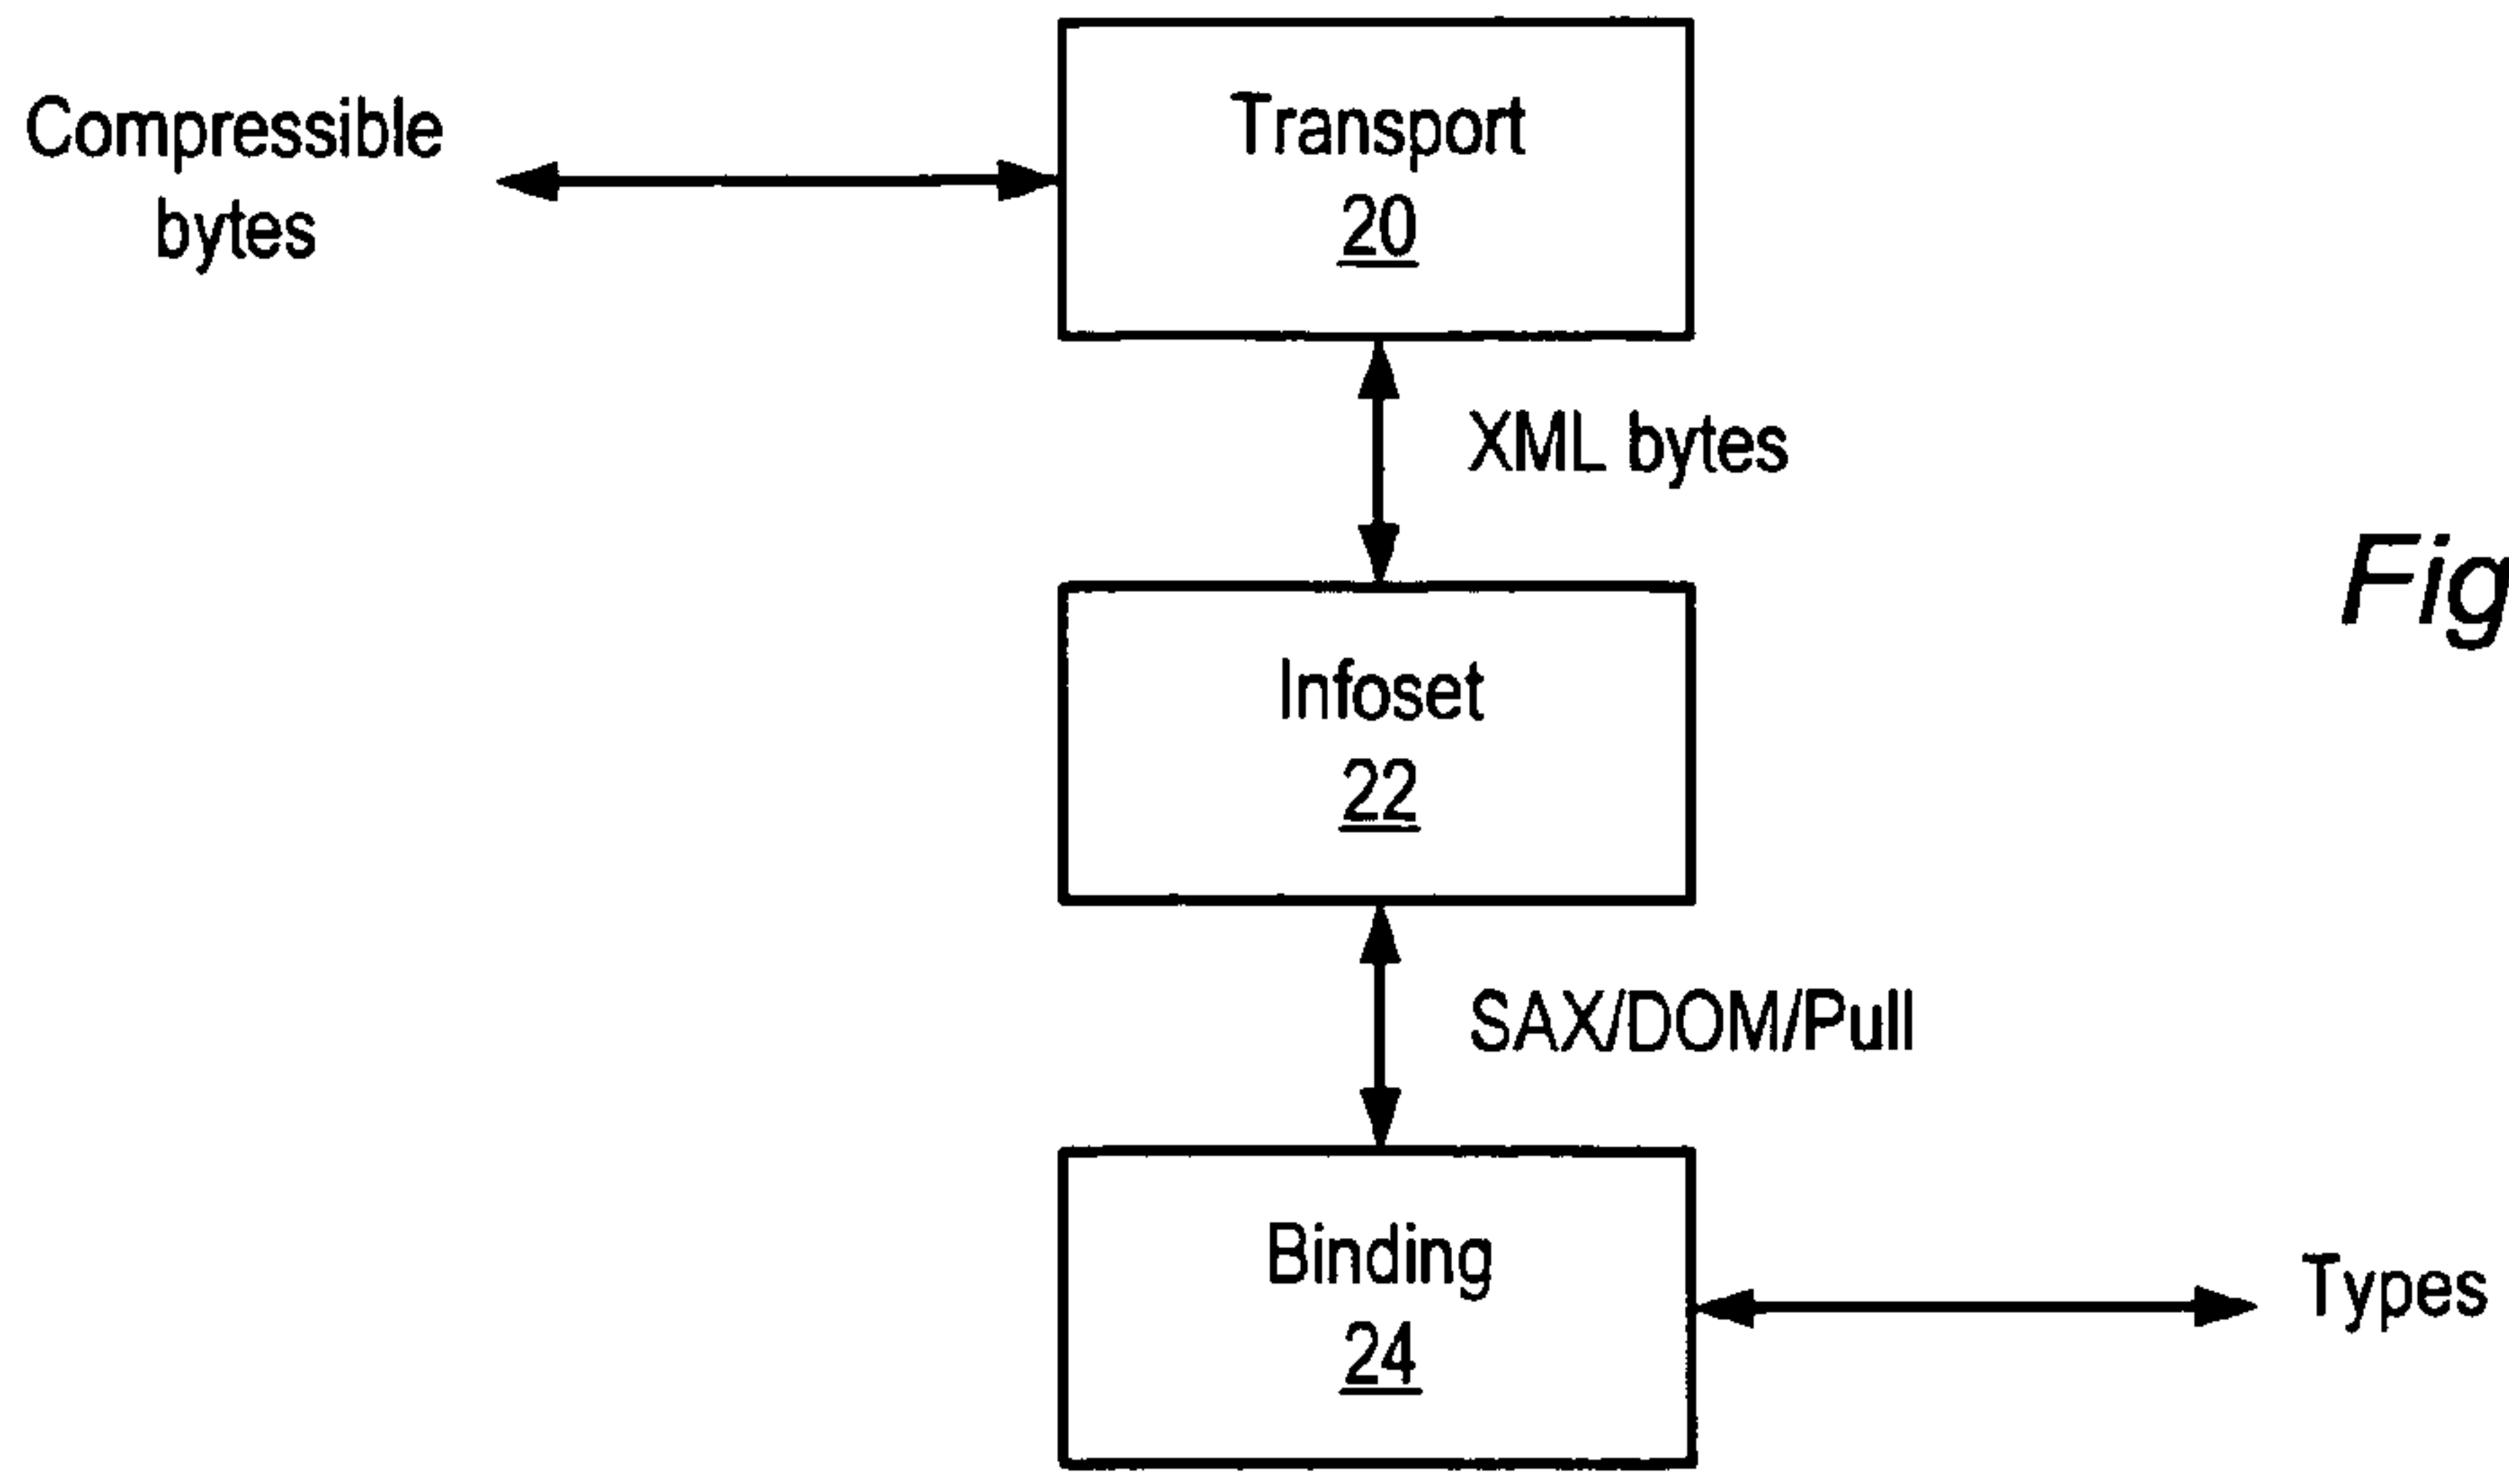 Compressible
bytes
Transport
20
XML bytes
Fig
Infoset
22
SAX/DOM/Pull
Binding
24
Types